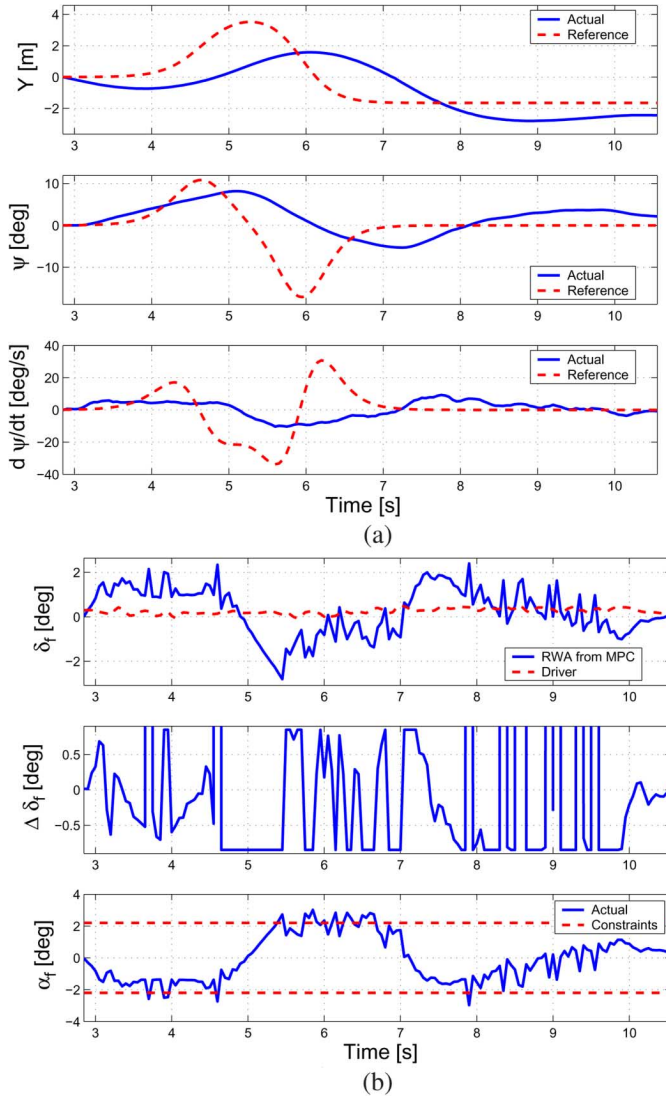 4
2
0
-2
Y [m]
Actual
Reference
3 4 5 6 7 8 9 10
10
0
-10
ψ [deg]
Actual
Reference
3 4 5 6 7 8 9 10
40
20
0
-20
-40
d ψ/dt [deg/s]
Actual
Reference
3 4 5 6 7 8 9 10
Time [s]
(a)
2
0
-2
δf [deg]
RWA from MPC
Driver
3 4 5 6 7 8 9 10
0.5
0
-0.5
Δ δf [deg]
3 4 5 6 7 8 9 10
4
2
0
-2
-4
αf [deg]
Actual
Constraints
3 4 5 6 7 8 9 10
Time [s]
(b)